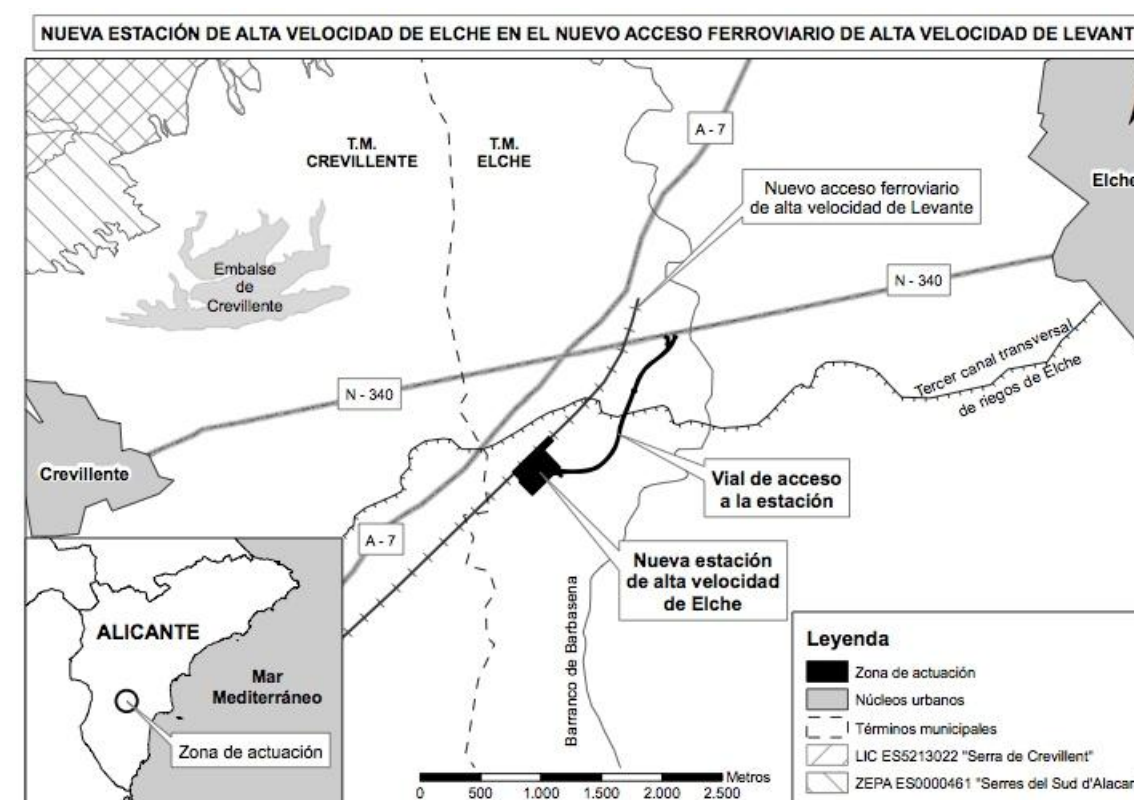 NUEVA ESTACIÓN DE ALTA VELOCIDAD DE ELCHE EN EL NUEVO ACCESO FERROVIARIO DE ALTA VELOCIDAD DE LEVANT
A - 7
T.M.
CREVILLENTE
T.M.
ELCHE
Nuevo acceso ferroviario
de alta velocidad de Levante
Elche
Embalse
de
Crevillente
N - 340
Tercer canal transversal
de riegos de Elche
N - 340
Crevillente
Vial de acceso
a la estación
A - 7
Nueva estación
de alta velocidad
de Elche
Barranco de Barbasena
ALICANTE
Mar
Mediterráneo
Zona de actuación
Leyenda
Zona de actuación
Núcleos urbanos
Términos municipales
LIC ES5213022 "Serra de Crevillent"
ZEPA ES0000461 "Serres del Sud d'Alacan
Metros
0 500 1.000 1.500 2.000 2.500